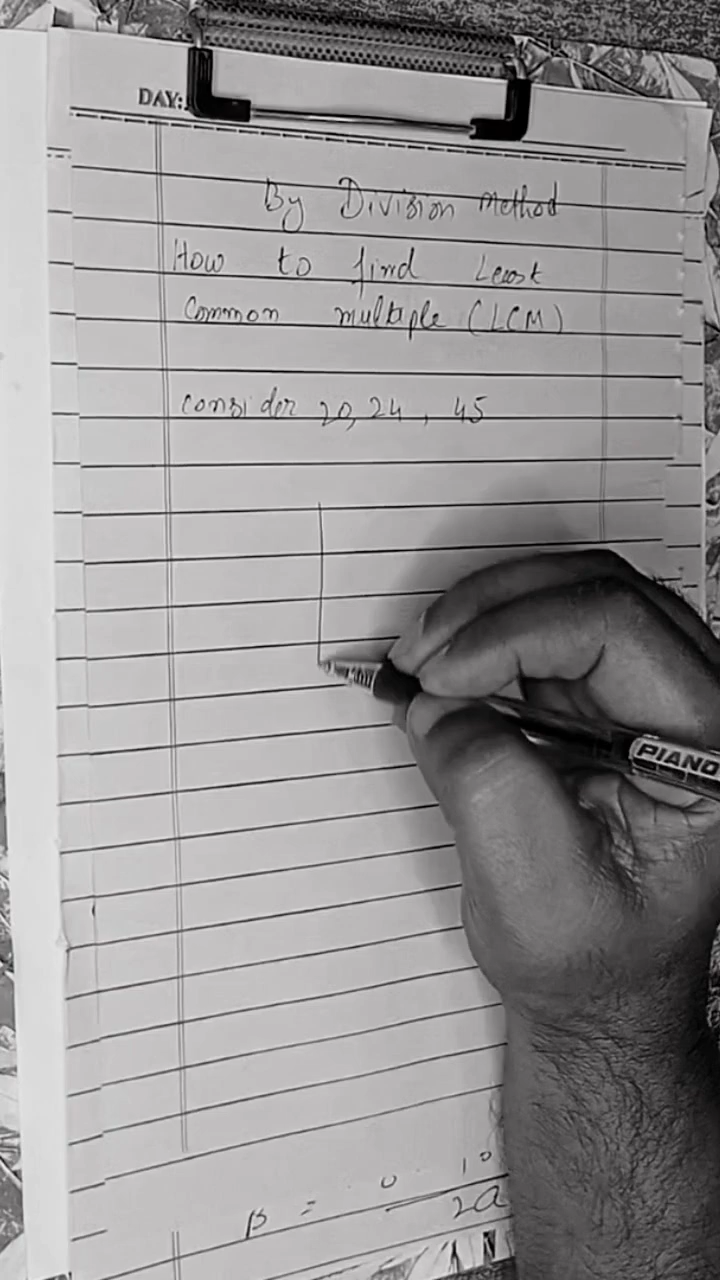 DAY:
By Division method
How to find Least
Common multiple (LCM)
consider 20, 24, 45
PIANO